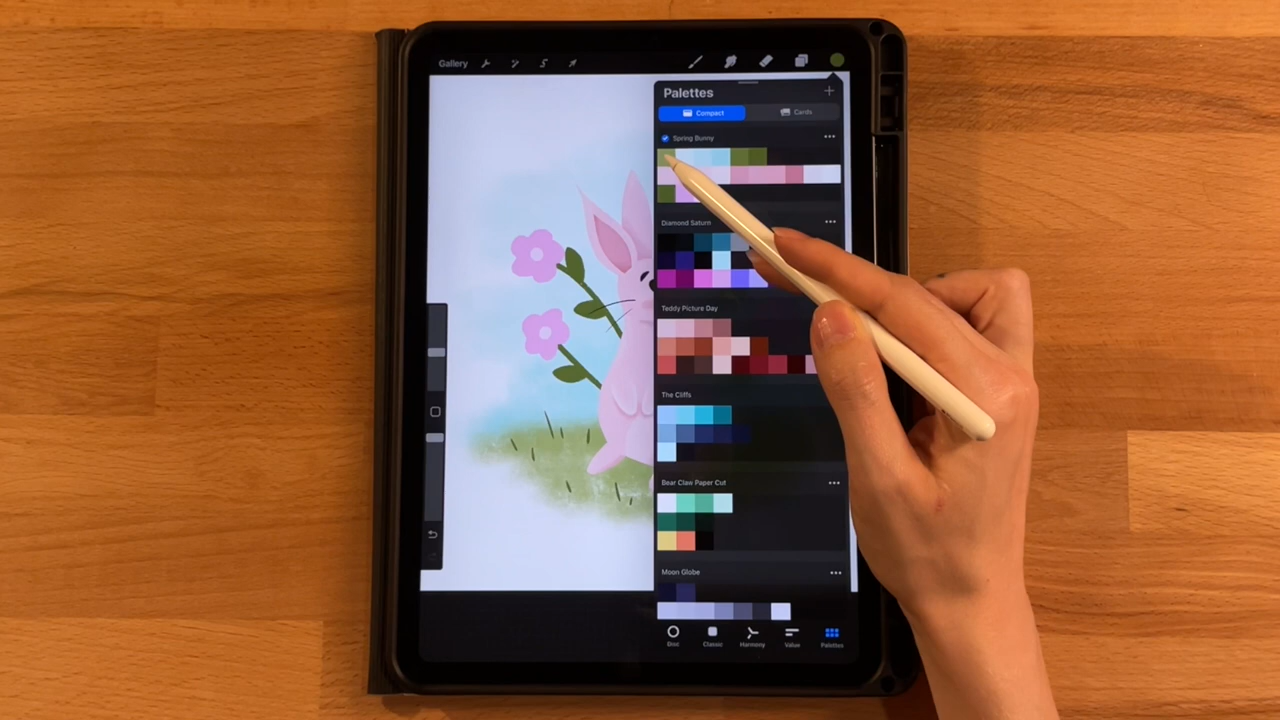 Gallery
Palettes
Compact
Cards
Spring Bunny
Diamond Saturn
Teddy Picture Day
The Cliffs
Bear Claw Paper Cut
Moon Globe
Disc Classic Harmony Value Palettes